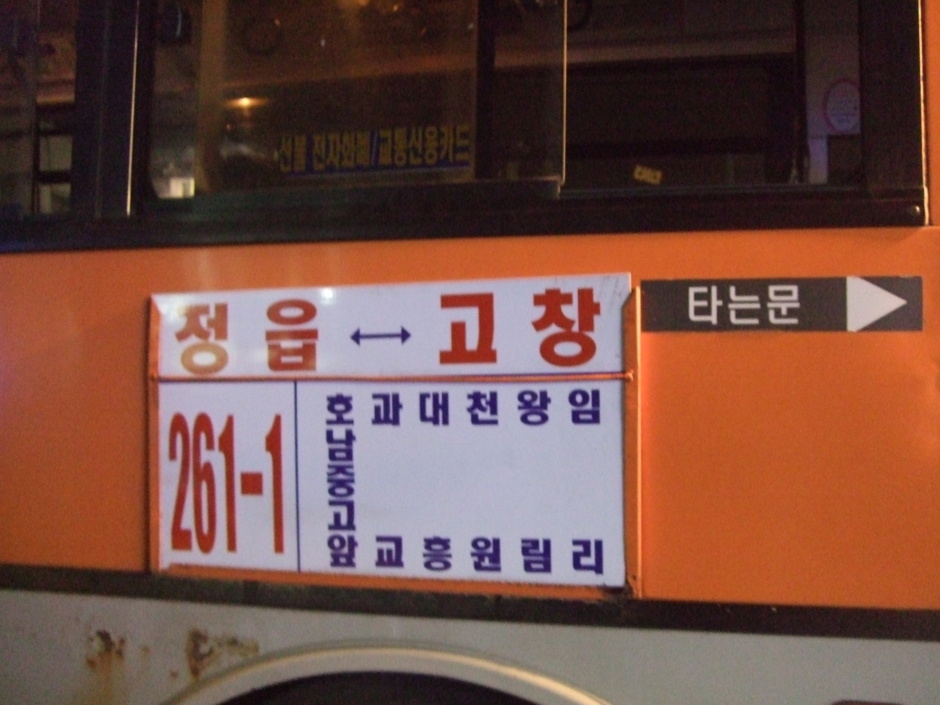 선불 전자화폐/교통신용카드
정읍 ↔ 고창
타는문
261-1
호남중고앞
과교
대흥
천원
왕림
임리